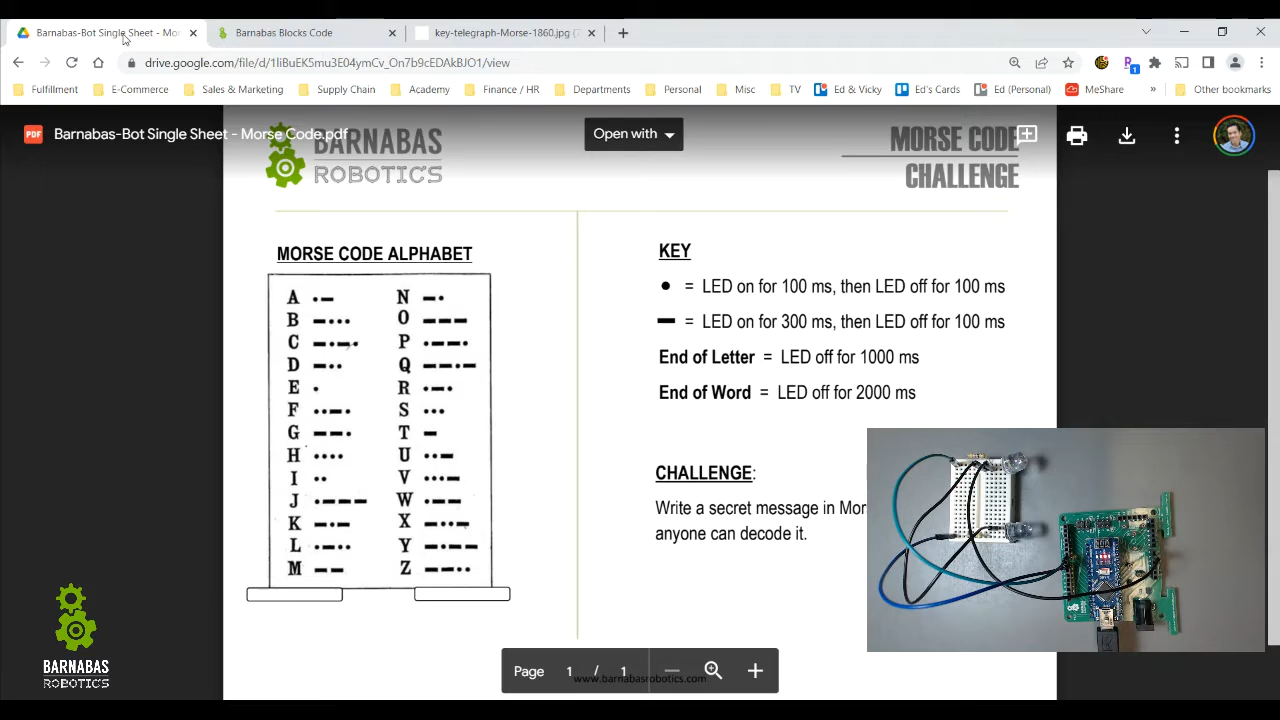 Barnabas-Bot Single Sheet - Mor
Barnabas Blocks Code
key-telegraph-Morse-1860.jpg (
drive.google.com/file/d/1liBuEK5mu3E04ymCv_On7b9cEDAkBJO1/view
Fulfillment E-Commerce Sales & Marketing Supply Chain Academy Finance / HR Departments Personal Misc TV Ed & Vicky Ed's Cards Ed (Personal) MeShare » Other bookmarks
PDF Barnabas-Bot Single Sheet - Morse Code.pdf
Open with
BARNABAS
ROBOTICS
MORSE CODE
CHALLENGE
MORSE CODE ALPHABET
A •– N –•
B –••• O –––
C –•–• P •––•
D –•• Q ––•–
E • R •–•
F ••–• S •••
G ––• T –
H •••• U ••–
I •• V •••–
J •––– W •––
K •–• X –••–
L •–•• Y –•––
M –– Z ––••
KEY
• = LED on for 100 ms, then LED off for 100 ms
– = LED on for 300 ms, then LED off for 100 ms
End of Letter = LED off for 1000 ms
End of Word = LED off for 2000 ms
CHALLENGE:
Write a secret message in Mor
anyone can decode it.
Page 1 / 1
www.barnabasrobotics.com
BARNABAS
ROBOTICS